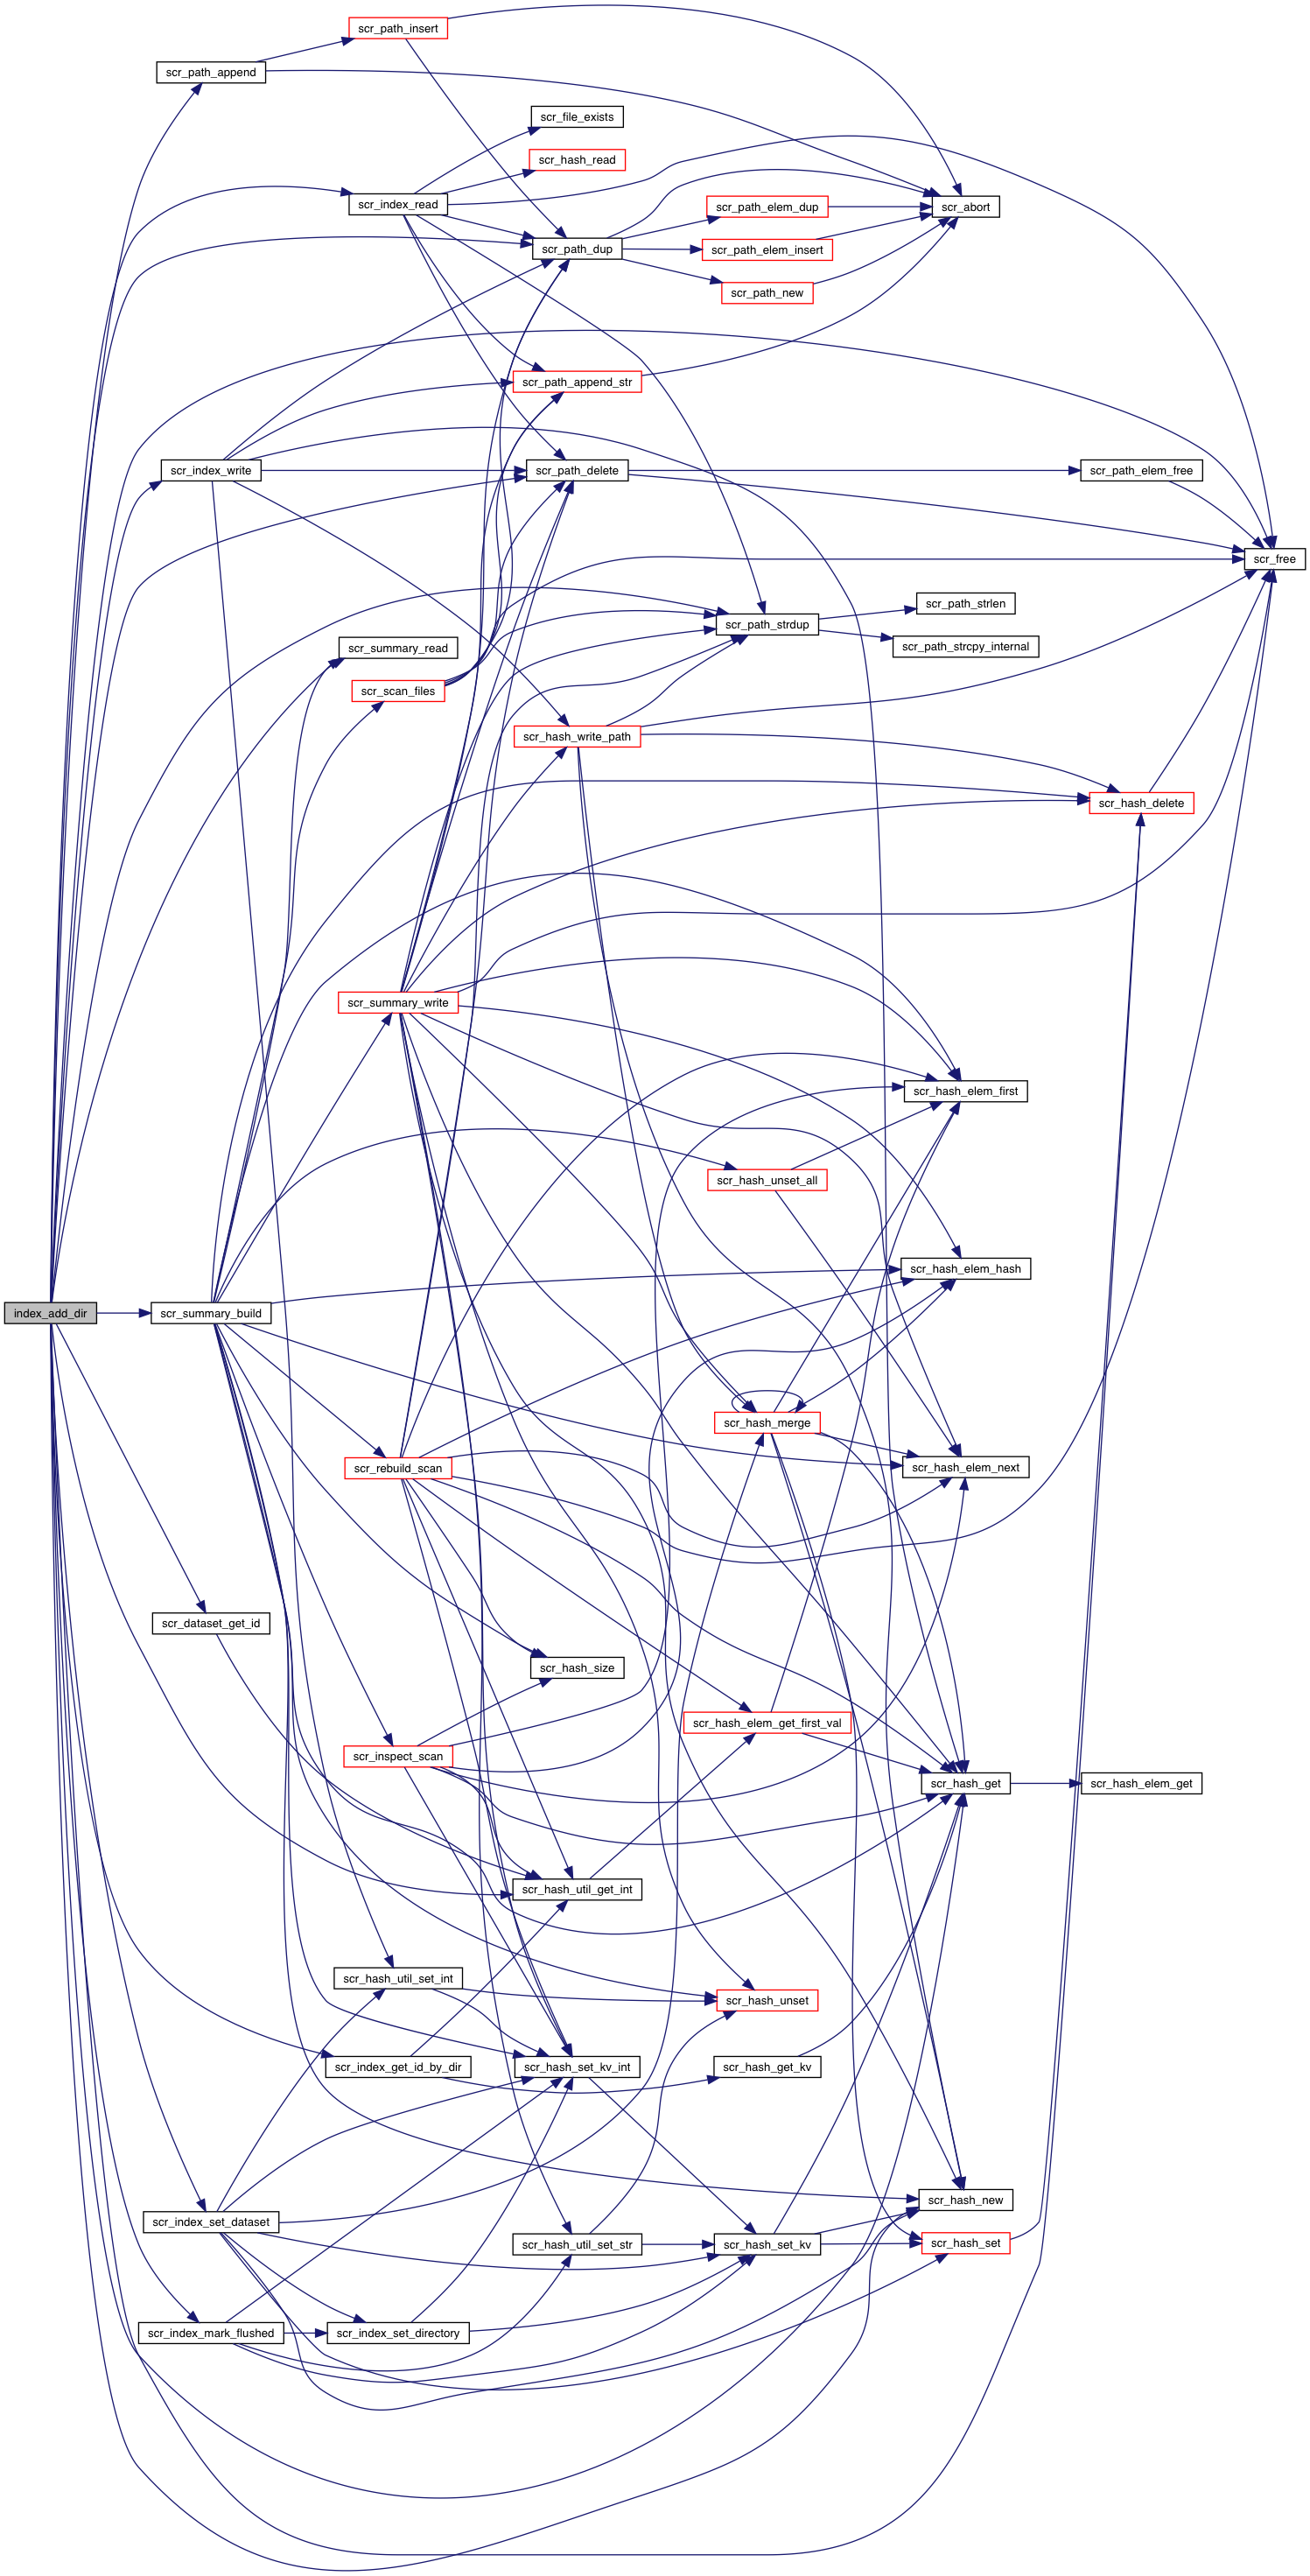 scr_path_insert
scr_path_append
scr_file_exists
scr_hash_read
scr_index_read
scr_path_elem_dup
scr_abort
scr_path_dup
scr_path_elem_insert
scr_path_new
scr_path_append_str
scr_index_write
scr_path_delete
scr_path_elem_free
scr_free
scr_path_strlen
scr_path_strdup
scr_summary_read
scr_path_strcpy_internal
scr_scan_files
scr_hash_write_path
scr_hash_delete
scr_summary_write
scr_hash_elem_first
scr_hash_unset_all
scr_hash_elem_hash
index_add_dir
scr_summary_build
scr_hash_merge
scr_rebuild_scan
scr_hash_elem_next
scr_dataset_get_id
scr_hash_size
scr_hash_elem_get_first_val
scr_inspect_scan
scr_hash_get
scr_hash_elem_get
scr_hash_util_get_int
scr_hash_util_set_int
scr_hash_unset
scr_index_get_id_by_dir
scr_hash_set_kv_int
scr_hash_get_kv
scr_hash_new
scr_index_set_dataset
scr_hash_util_set_str
scr_hash_set_kv
scr_hash_set
scr_index_mark_flushed
scr_index_set_directory